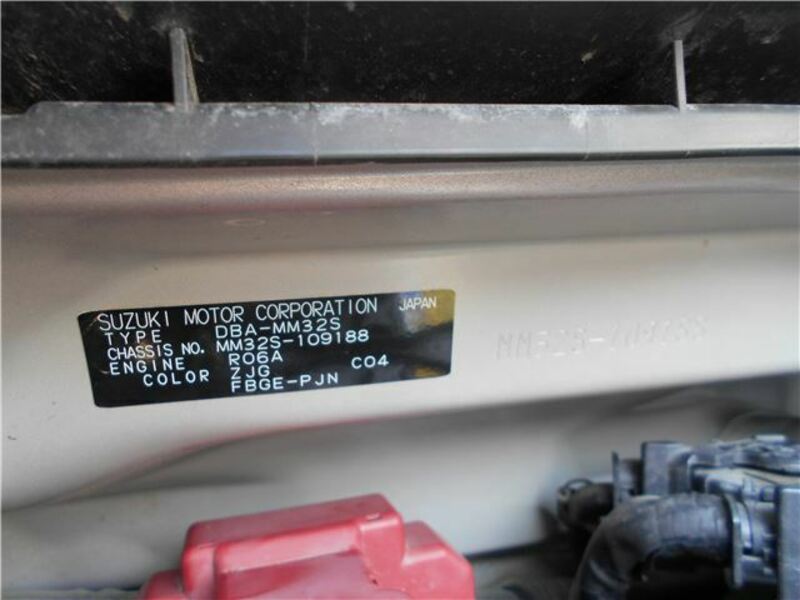 SUZUKI MOTOR CORPORATION JAPAN
TYPE DBA-MM32S
CHASSIS NO. MM32S-109188
ENGINE R06A C04
COLOR ZJG
FBGE-PJN